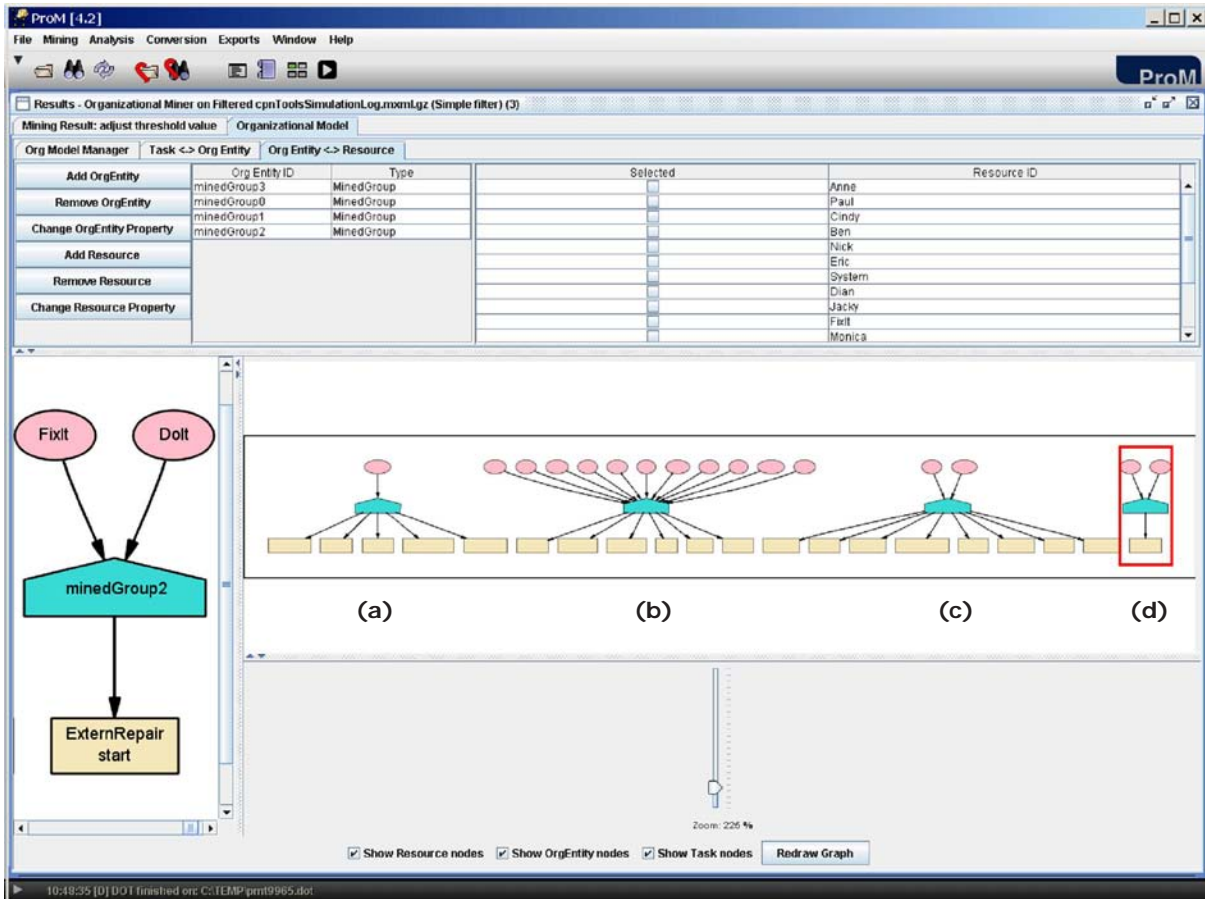 ProM [4.2]
File Mining Analysis Conversion Exports Window Help
ProM
Results - Organizational Miner on Filtered cpnToolsSimulationLog.mxml.gz (Simple filter) (3)
Mining Result: adjust threshold value Organizational Model
Org Model Manager Task <-> Org Entity Org Entity <-> Resource
Add OrgEntity
Remove OrgEntity
Change OrgEntity Property
Add Resource
Remove Resource
Change Resource Property
Org Entity ID Type
minedGroup3 MinedGroup
minedGroup0 MinedGroup
minedGroup1 MinedGroup
minedGroup2 MinedGroup
Selected Resource ID
Anne
Paul
Cindy
Ben
Nick
Eric
System
Dian
Jacky
FixIt
Monica
FixIt DoIt
minedGroup2
ExternRepair
start
(a) (b) (c) (d)
Zoom: 226 %
Show Resource nodes Show OrgEntity nodes Show Task nodes Redraw Graph
10:48:35 [D] DOT finished on: C:\TEMP\pmt9965.dot